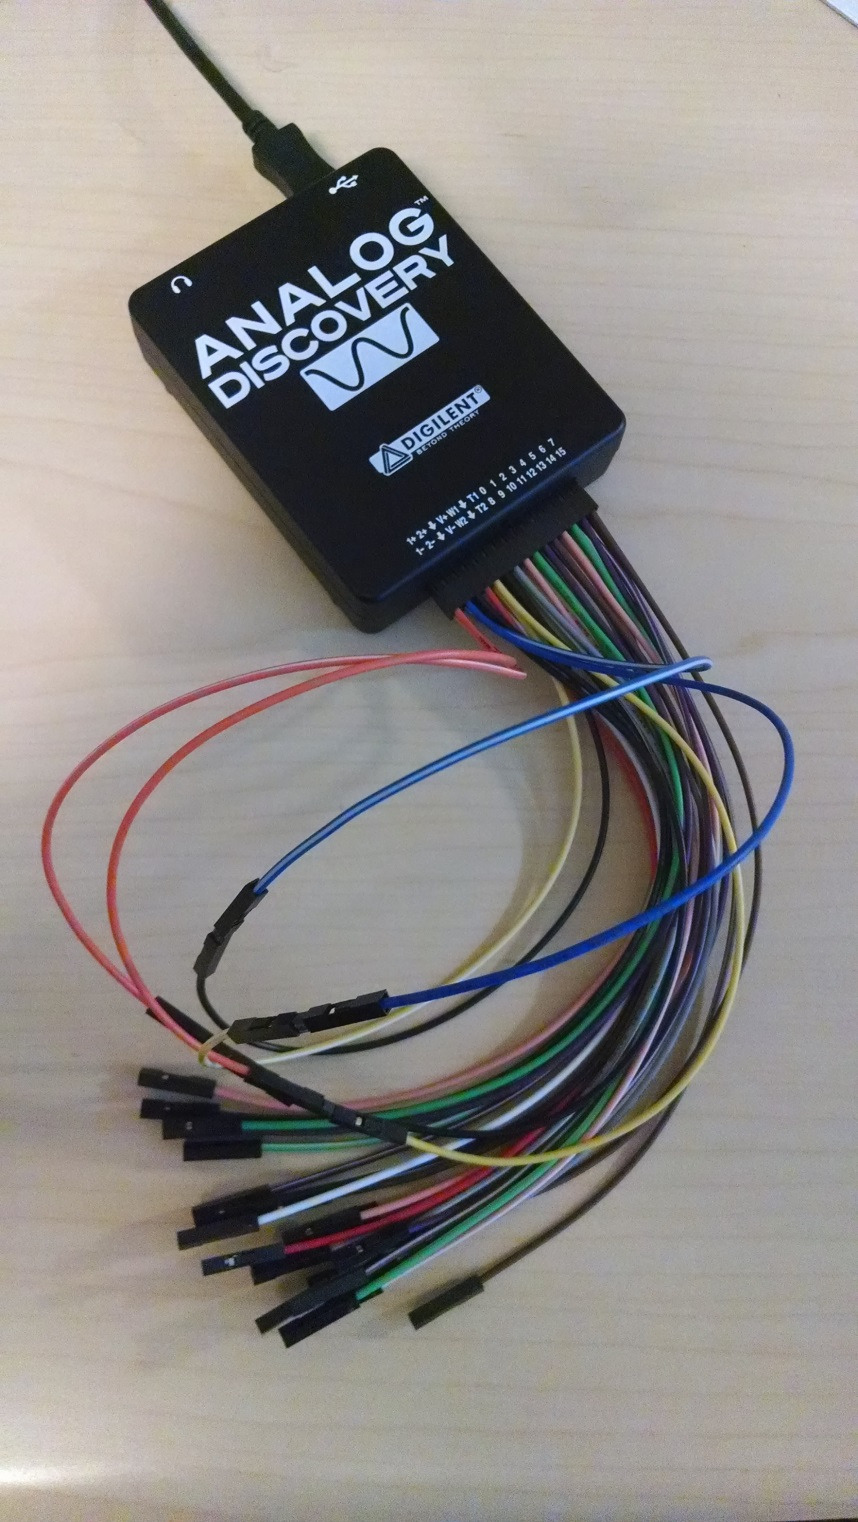 ANALOG™
DISCOVERY
DIGILENT®
BEYOND THEORY
1+ 2+ ↓ V+ W1 ↓ T1 0 1 2 3 4 5 6 7
1- 2- ↓ V- W2 ↓ T2 8 9 10 11 12 13 14 15